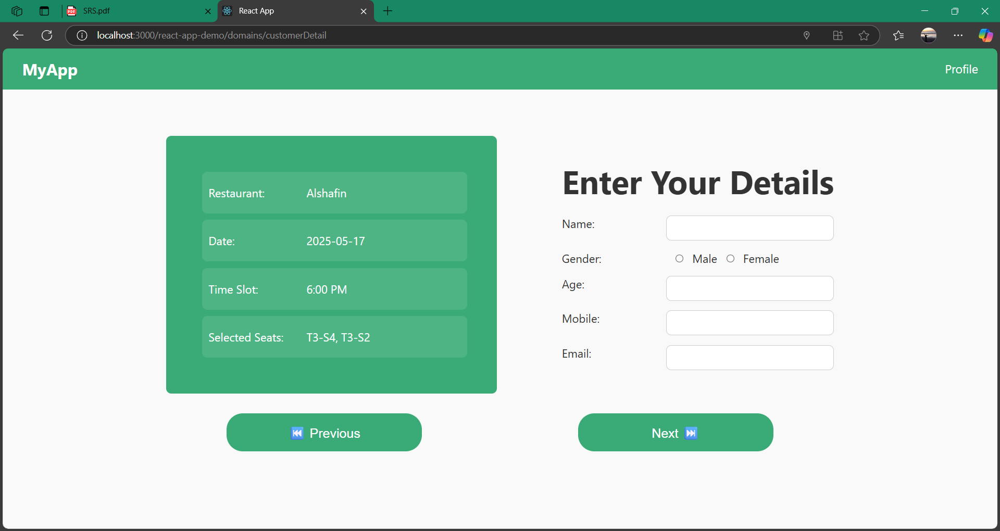 SRS.pdf
React App
localhost:3000/react-app-demo/domains/customerDetail
MyApp
Profile
Restaurant: Alshafin
Date: 2025-05-17
Time Slot: 6:00 PM
Selected Seats: T3-S4, T3-S2
Enter Your Details
Name:
Gender: Male Female
Age:
Mobile:
Email:
⏮️ Previous
Next ⏭️